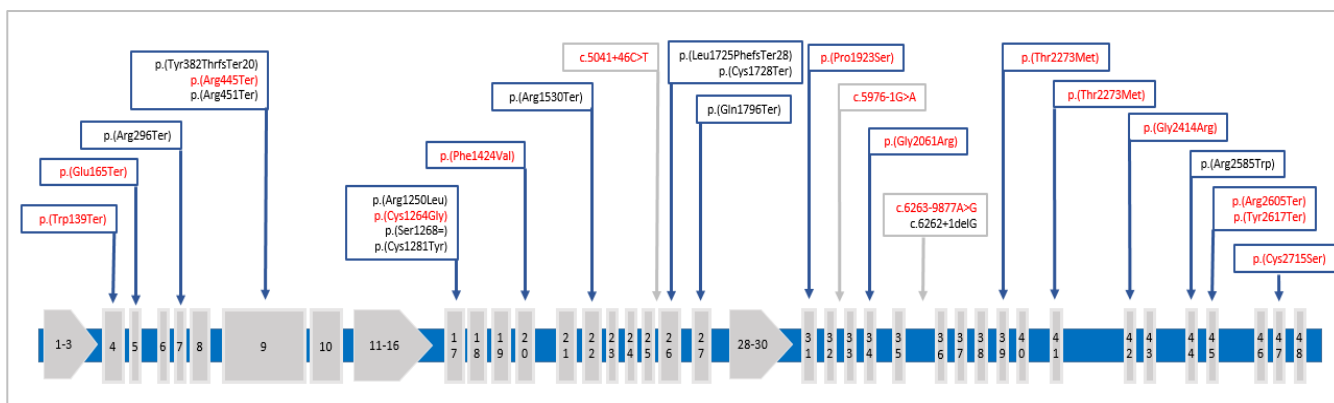 c.5041+46C>T
p.(Leu1725PhefsTer28)
p.(Cys1728Ter)
p.(Pro1923Ser)
p.(Thr2273Met)
p.(Tyr382ThrfsTer20)
p.(Arg445Ter)
p.(Arg451Ter)
p.(Arg1530Ter)
p.(Gln1796Ter)
c.5976-1G>A
p.(Thr2273Met)
p.(Arg296Ter)
p.(Phe1424Val)
p.(Gly2061Arg)
p.(Gly2414Arg)
p.(Glu165Ter)
p.(Arg2585Trp)
p.(Trp139Ter)
p.(Arg1250Leu)
p.(Cys1264Gly)
p.(Ser1268=)
p.(Cys1281Tyr)
c.6263-9877A>G
c.6262+1delG
p.(Arg2605Ter)
p.(Tyr2617Ter)
p.(Cys2715Ser)
1-3
4
5
6
7
8
9
10
11-16
17
18
19
20
21
22
23
24
25
26
27
28-30
31
32
33
34
35
36
37
38
39
40
41
42
43
44
45
46
47
48